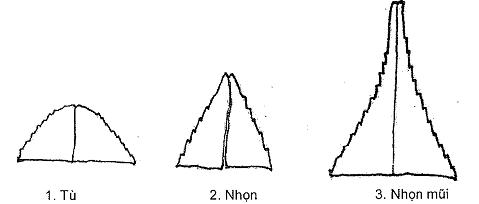 1. Tù
2. Nhọn
3. Nhọn mũi